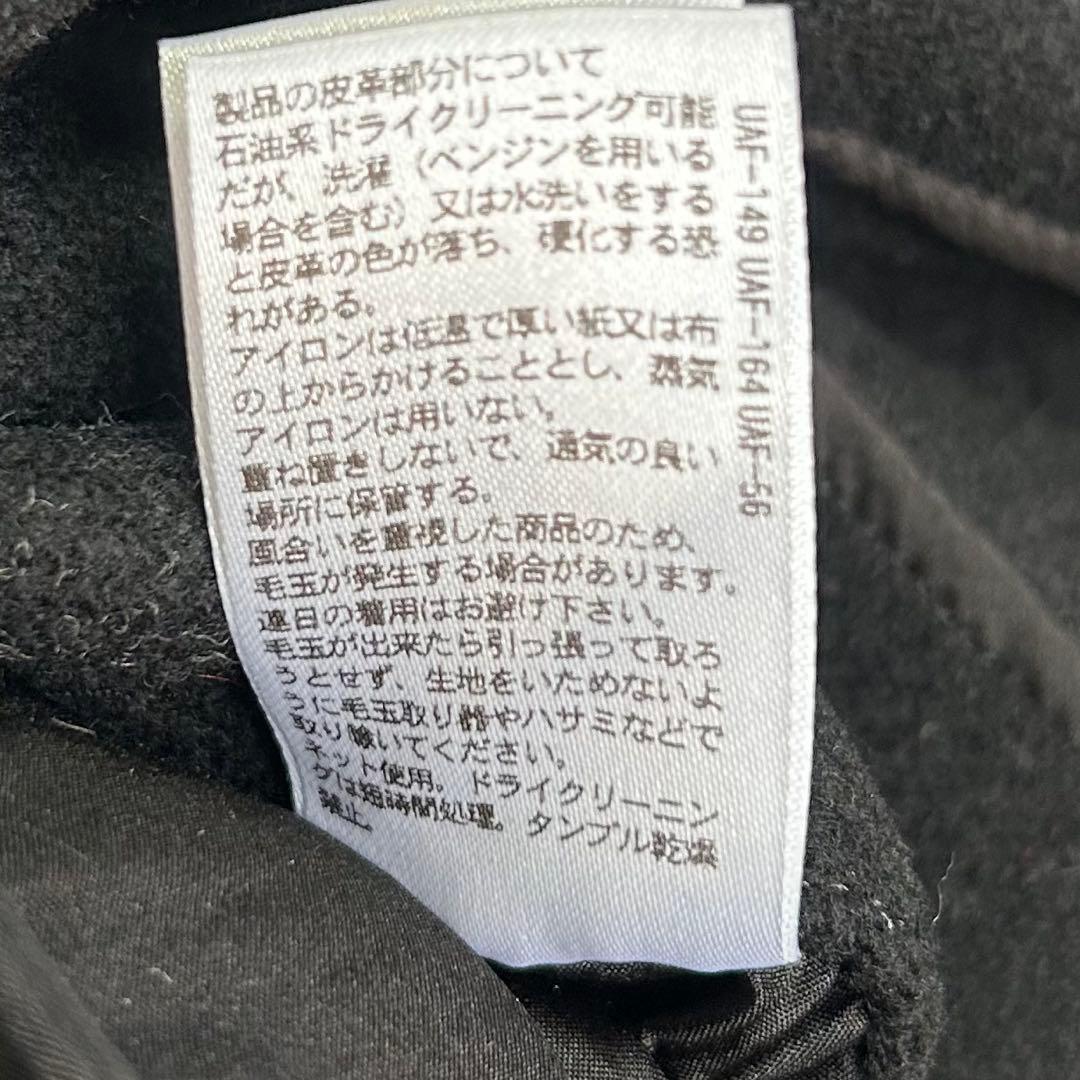 製品の皮革部分について
石油系ドライクリーニング可能
だが、洗濯（ベンジンを用いる
場合を含む）又は水洗いをする
と皮革の色が落ち、硬化する恐
れがある。
アイロンは低温で厚い紙又は布
の上からかけることとし、蒸気
アイロンは用いない。
重ね置きしないで、通気の良い
場所に保管する。
風合いを重視した商品のため、
毛玉が発生する場合があります。
連日の着用はお避け下さい。
毛玉が出来たら引っ張って取ろ
うとせず、生地をいためないよ
うに毛玉取り器やハサミなどで
取り除いてください。
ネット使用。ドライクリーニン
グは短時間処理。タンブル乾燥
禁止。
UAF-149 UAF-164 UAF-56